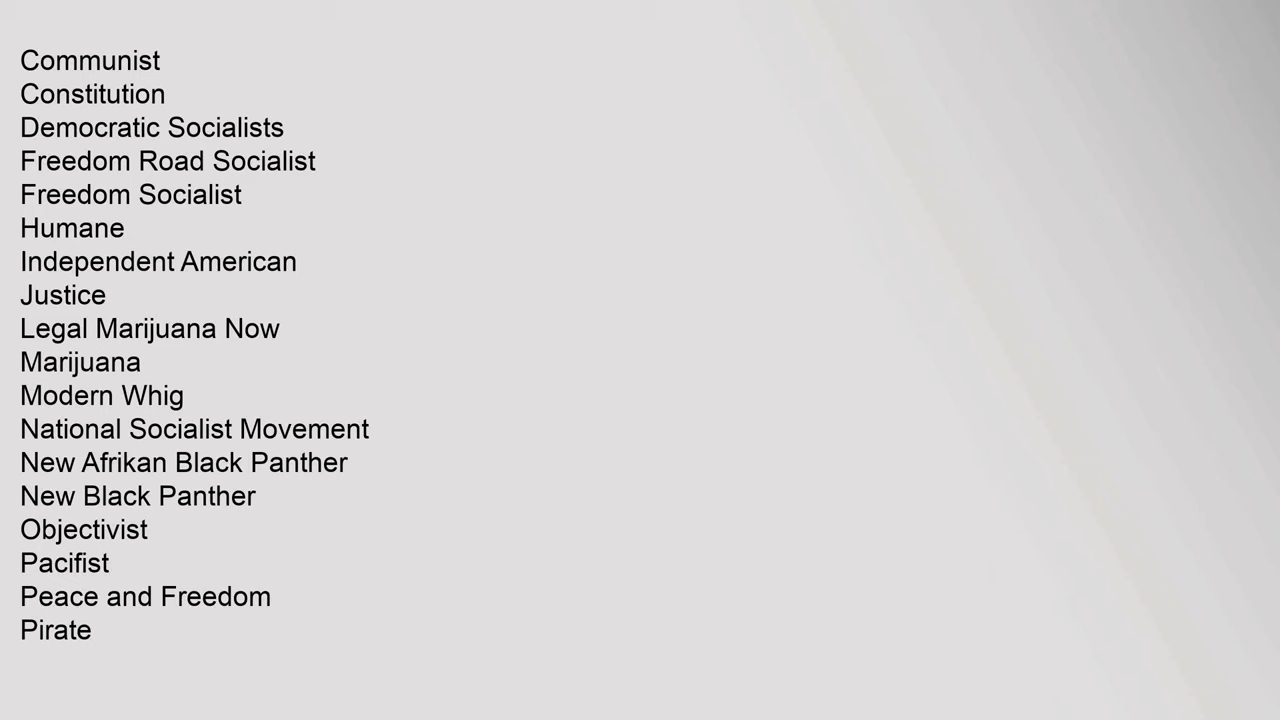 Communist
Constitution
Democratic Socialists
Freedom Road Socialist
Freedom Socialist
Humane
Independent American
Justice
Legal Marijuana Now
Marijuana
Modern Whig
National Socialist Movement
New Afrikan Black Panther
New Black Panther
Objectivist
Pacifist
Peace and Freedom
Pirate